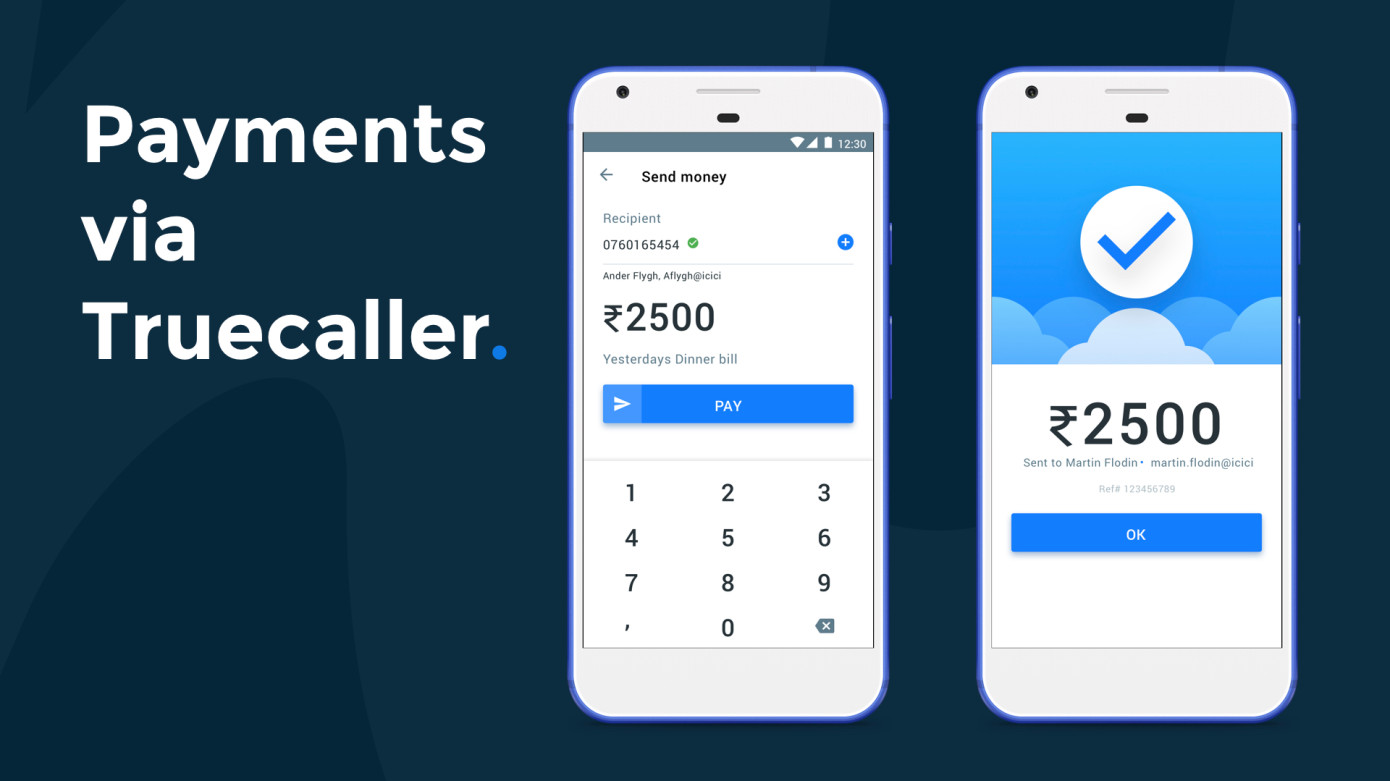 Payments
via
Truecaller.
12:30
Send money
Recipient
0760165454
Ander Flygh, Aflygh@icici
₹2500
Yesterdays Dinner bill
PAY
1 2 3
4 5 6
7 8 9
, 0
₹2500
Sent to Martin Flodin • martin.flodin@icici
Ref# 123456789
OK